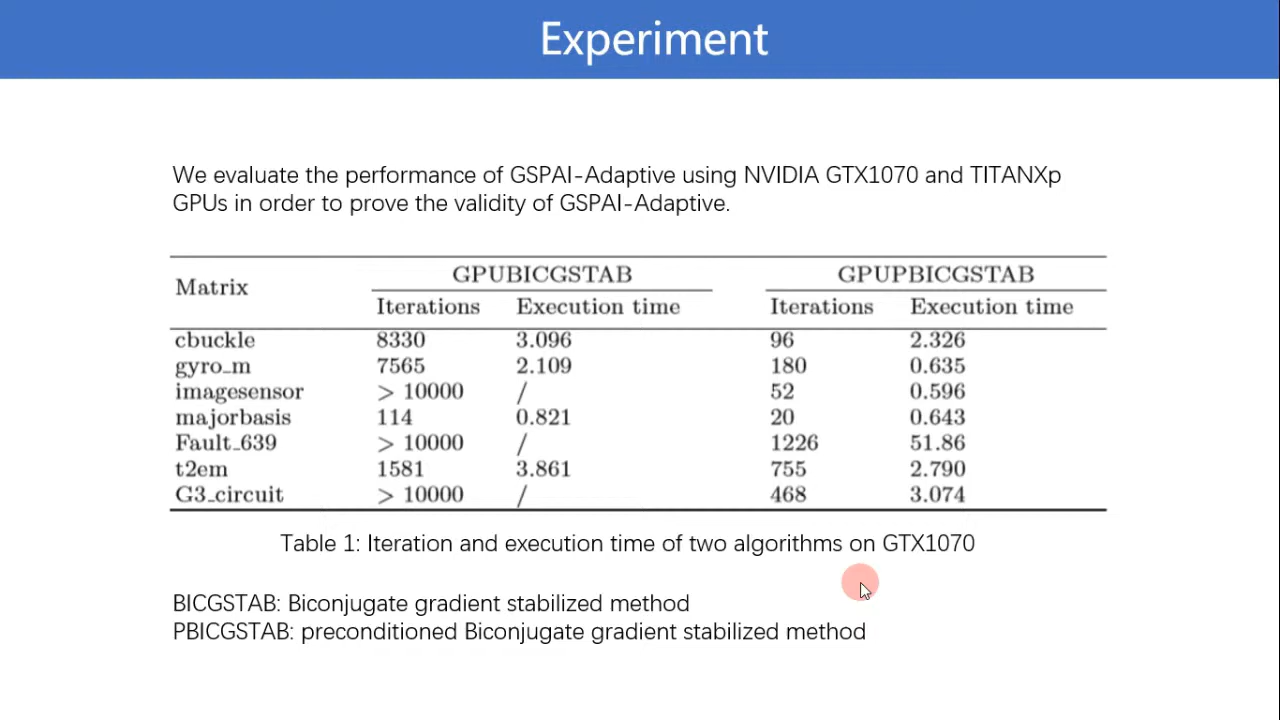 Experiment
We evaluate the performance of GSPAI-Adaptive using NVIDIA GTX1070 and TITANXp
GPUs in order to prove the validity of GSPAI-Adaptive.
Matrix GPUBICGSTAB GPUPBICGSTAB
Iterations Execution time Iterations Execution time
cbuckle 8330 3.096 96 2.326
gyro_m 7565 2.109 180 0.635
imagesensor > 10000 / 52 0.596
majorbasis 114 0.821 20 0.643
Fault_639 > 10000 / 1226 51.86
t2em 1581 3.861 755 2.790
G3_circuit > 10000 / 468 3.074
Table 1: Iteration and execution time of two algorithms on GTX1070
BICGSTAB: Biconjugate gradient stabilized method
PBICGSTAB: preconditioned Biconjugate gradient stabilized method